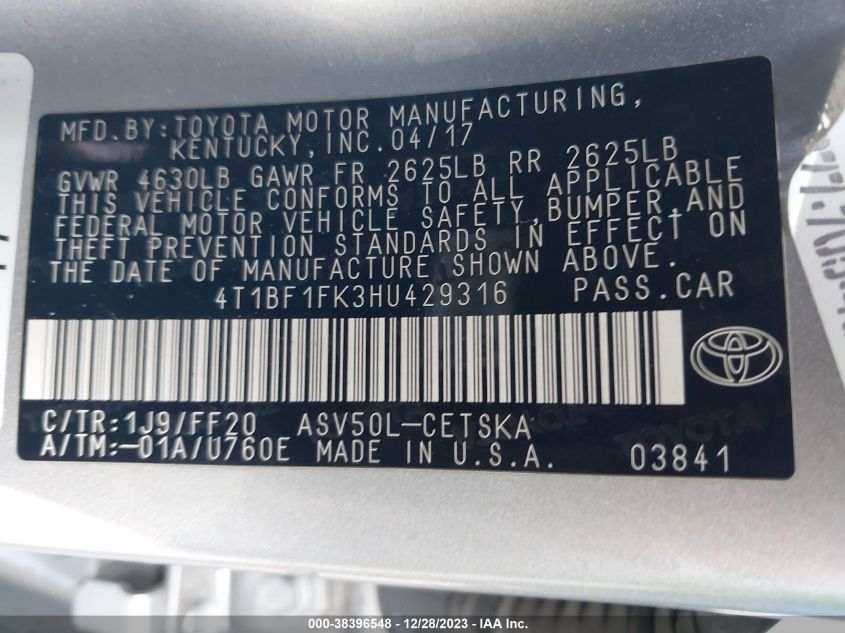 MFD.BY:TOYOTA MOTOR MANUFACTURING,
KENTUCKY,INC.04/17
GVWR 4630LB GAWR FR 2625LB RR 2625LB
THIS VEHICLE CONFORMS TO ALL APPLICABLE
FEDERAL MOTOR VEHICLE SAFETY,BUMPER,AND
THEFT PREVENTION STANDARDS IN EFFECT ON
THE DATE OF MANUFACTURE SHOWN ABOVE.
4T1BF1FK3HU429316 PASS.CAR
C/TR:1J9/FF20 ASV50L-CETSKA
A/TM:-01A/U760E MADE IN U.S.A. 03841
000-38396548 - 12/28/2023 - IAA Inc.